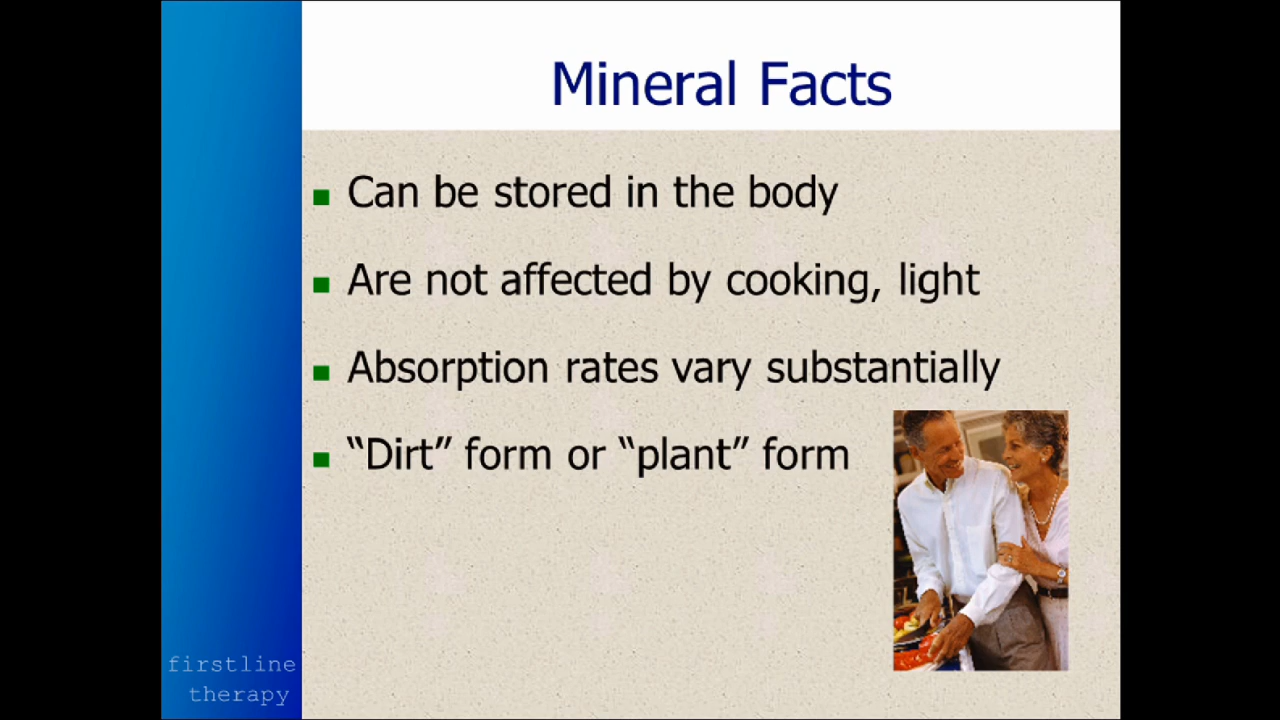 Mineral Facts
Can be stored in the body
Are not affected by cooking, light
Absorption rates vary substantially
“Dirt” form or “plant” form
firstline
therapy